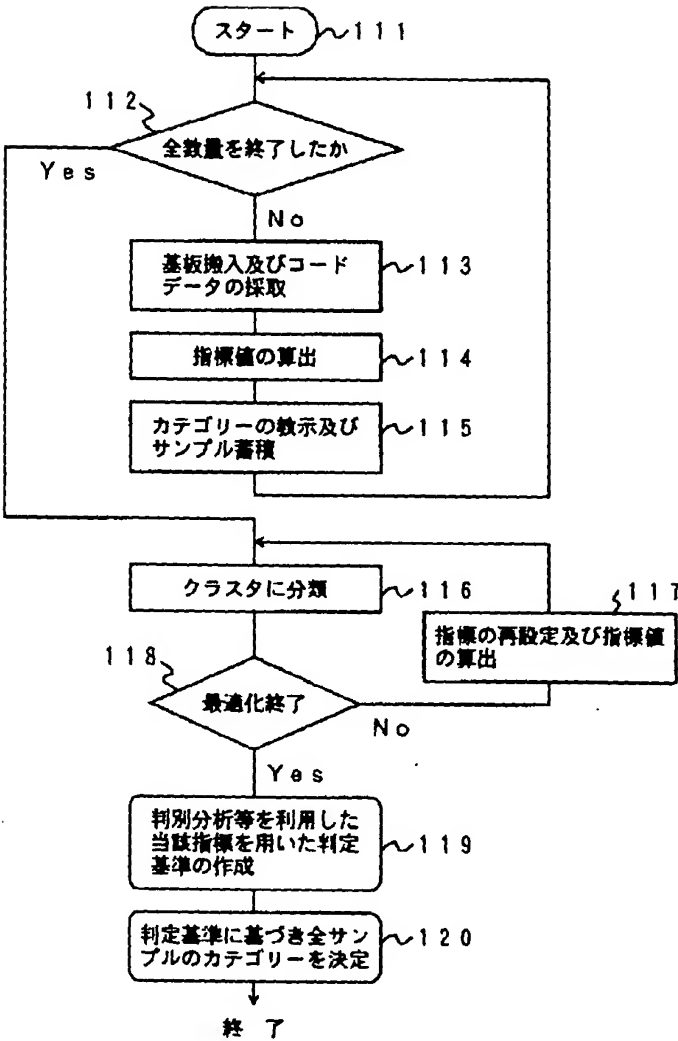 スタート 111
112
全数量を終了したか
Yes
No
基板搬入及びコード
データの採取
113
指標値の算出 114
カテゴリーの教示及び
サンプル蓄積
115
クラスタに分類 116
117
指標の再設定及び指標値
の算出
118
最適化終了
No
Yes
判別分析等を利用した
当該指標を用いた判定
基準の作成
119
判定基準に基づき全サン
プルのカテゴリーを決定
120
終 了